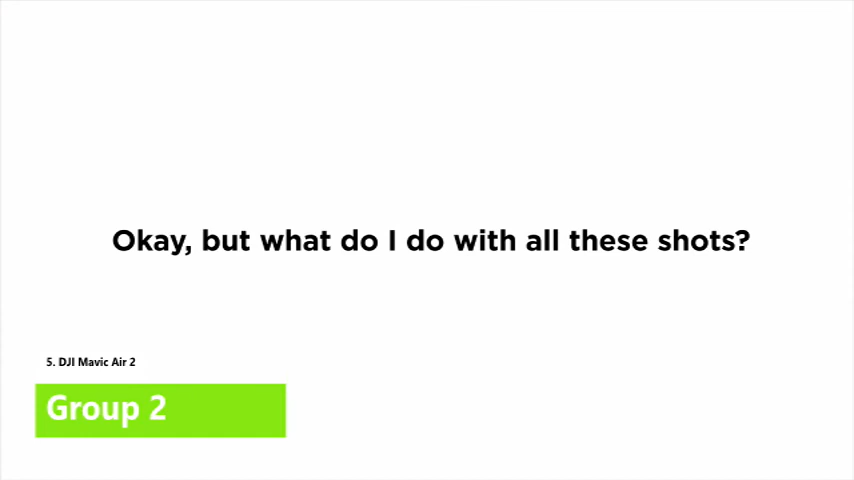 Okay, but what do I do with all these shots?
5. DJI Mavic Air 2
Group 2